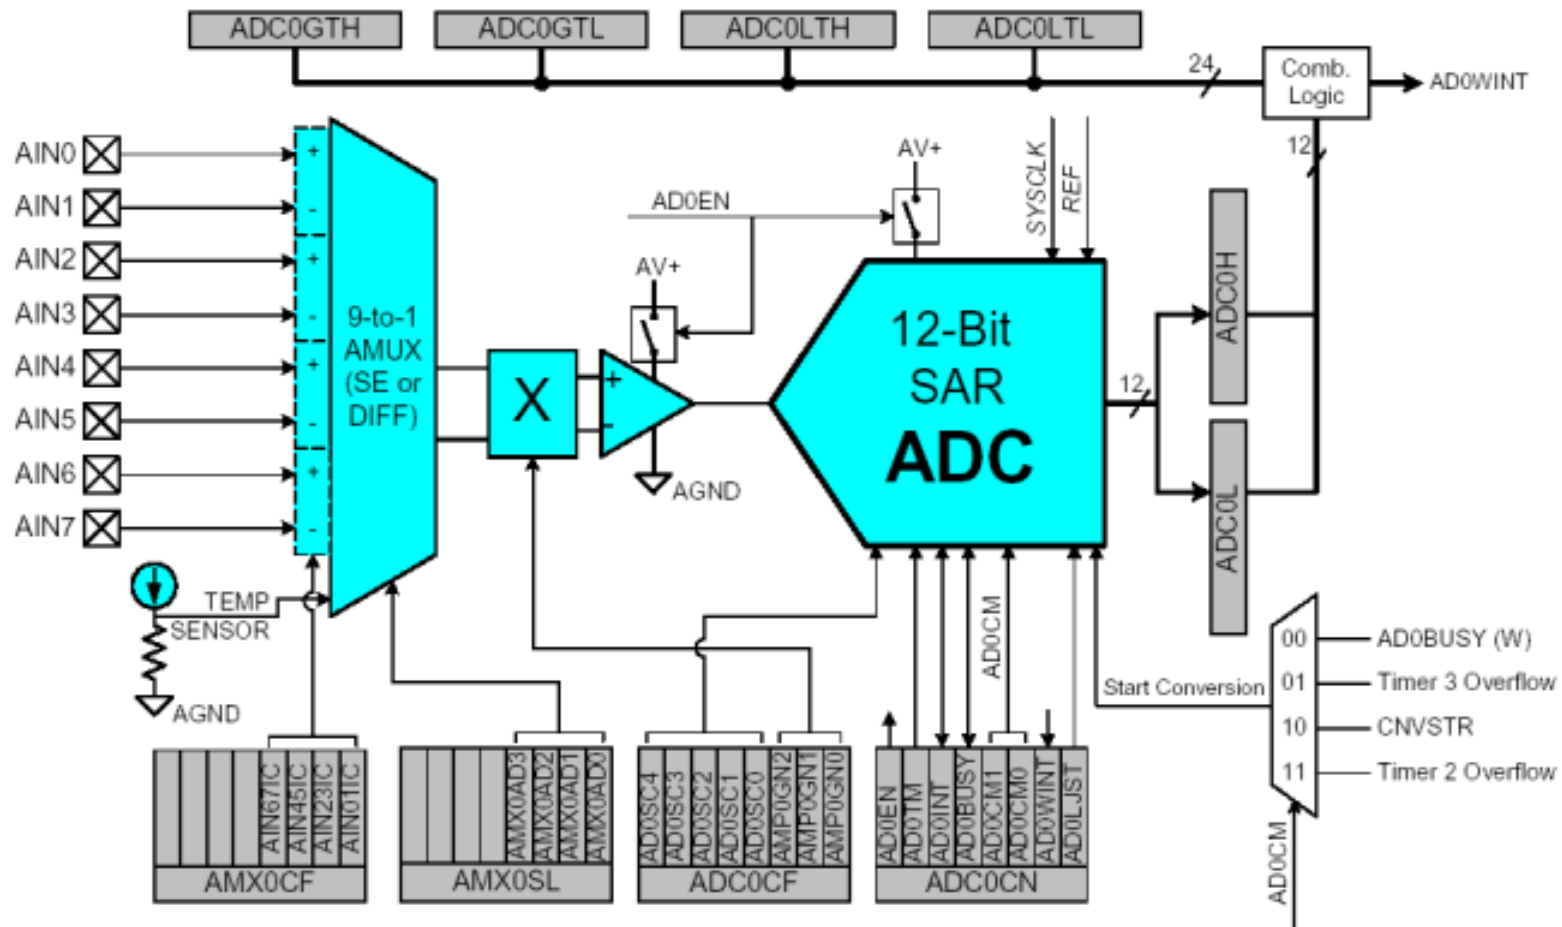 ADC0GTH
ADC0GTL
ADC0LTH
ADC0LTL
24
Comb.
Logic
AD0WINT
12
AIN0
AIN1
AIN2
AIN3
AIN4
AIN5
AIN6
AIN7
+
-
+
-
+
-
+
-
9-to-1
AMUX
(SE or
DIFF)
X
+
-
AV+
AGND
AD0EN
AV+
SYSCLK
REF
12-Bit
SAR
ADC
12
ADC0H
ADC0L
TEMP
SENSOR
AGND
AD0CM
Start Conversion
00
01
10
11
AD0BUSY (W)
Timer 3 Overflow
CNVSTR
Timer 2 Overflow
AD0CM
AIN67IC
AIN45IC
AIN23IC
AIN01IC
AMX0CF
AMX0AD3
AMX0AD2
AMX0AD1
AMX0AD0
AMX0SL
AD0SC4
AD0SC3
AD0SC2
AD0SC1
AD0SC0
AMP0GN2
AMP0GN1
AMP0GN0
ADC0CF
AD0EN
AD0TM
AD0INT
AD0BUSY
AD0CM1
AD0CM0
AD0WINT
AD0LJST
ADC0CN